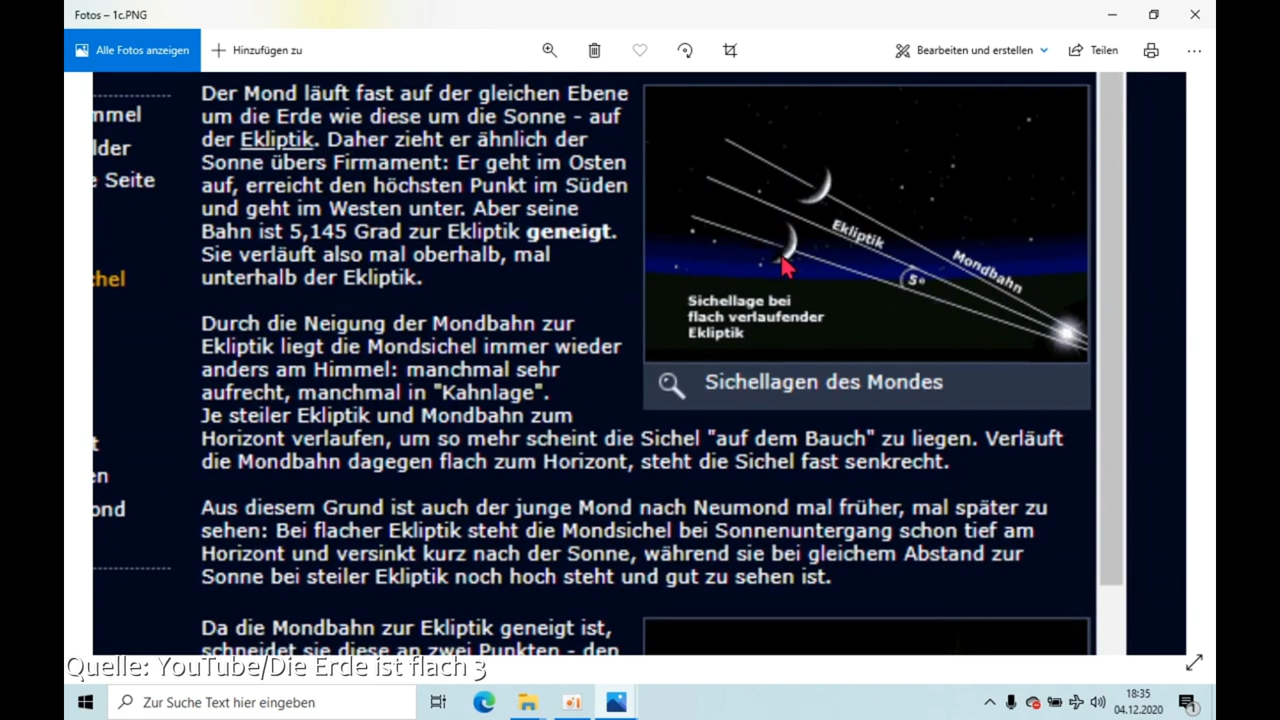 Fotos – 1c.PNG
Alle Fotos anzeigen
Hinzufügen zu
Bearbeiten und erstellen
Teilen
mmel
lder
e Seite
chel
t
en
ond
Der Mond läuft fast auf der gleichen Ebene
um die Erde wie diese um die Sonne - auf
der Ekliptik. Daher zieht er ähnlich der
Sonne übers Firmament: Er geht im Osten
auf, erreicht den höchsten Punkt im Süden
und geht im Westen unter. Aber seine
Bahn ist 5,145 Grad zur Ekliptik geneigt.
Sie verläuft also mal oberhalb, mal
unterhalb der Ekliptik.
Durch die Neigung der Mondbahn zur
Ekliptik liegt die Mondsichel immer wieder
anders am Himmel: manchmal sehr
aufrecht, manchmal in "Kahnlage".
Je steiler Ekliptik und Mondbahn zum
Horizont verlaufen, um so mehr scheint die Sichel "auf dem Bauch" zu liegen. Verläuft
die Mondbahn dagegen flach zum Horizont, steht die Sichel fast senkrecht.
Aus diesem Grund ist auch der junge Mond nach Neumond mal früher, mal später zu
sehen: Bei flacher Ekliptik steht die Mondsichel bei Sonnenuntergang schon tief am
Horizont und versinkt kurz nach der Sonne, während sie bei gleichem Abstand zur
Sonne bei steiler Ekliptik noch hoch steht und gut zu sehen ist.
Da die Mondbahn zur Ekliptik geneigt ist,
schneidet sie diese an zwei Punkten - den
Ekliptik
Mondbahn
5°
Sichellage bei
flach verlaufender
Ekliptik
Sichellagen des Mondes
Quelle: YouTube/Die Erde ist flach 3
Zur Suche Text hier eingeben
18:35
04.12.2020
1